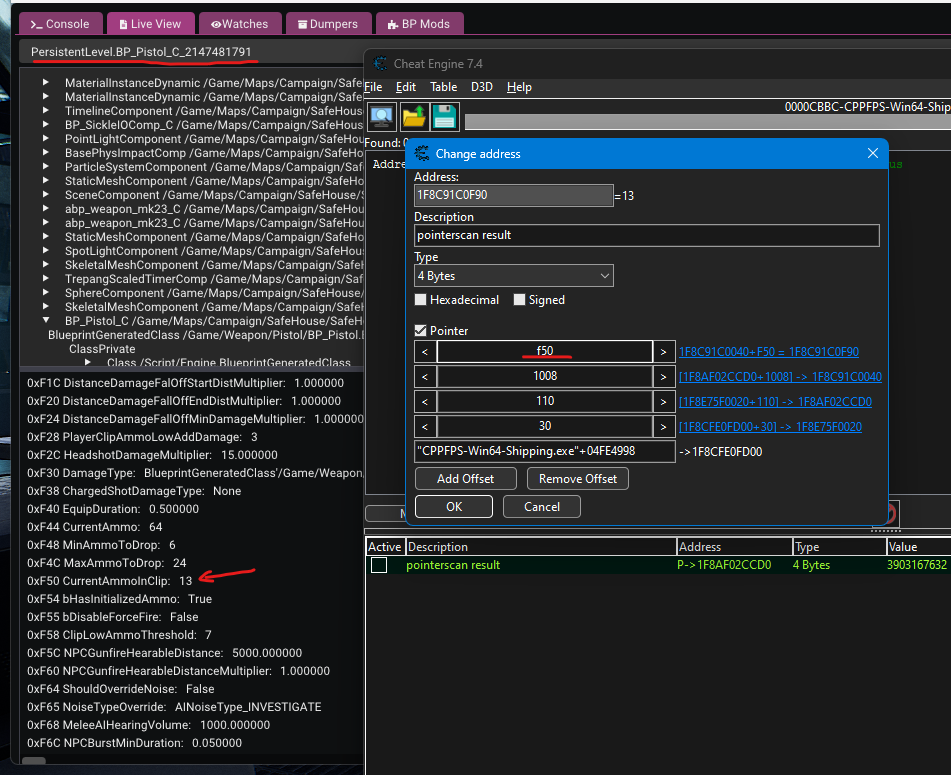 Console
Live View
Watches
Dumpers
BP Mods
PersistentLevel.BP_Pistol_C_2147481791
MaterialInstanceDynamic /Game/Maps/Campaign/Safe
MaterialInstanceDynamic /Game/Maps/Campaign/Safe
TimelineComponent /Game/Maps/Campaign/SafeHouse
BP_SickleIOComp_C /Game/Maps/Campaign/SafeHouse
PointLightComponent /Game/Maps/Campaign/SafeHous
BasePhysImpactComp /Game/Maps/Campaign/SafeHous
ParticleSystemComponent /Game/Maps/Campaign/Safe
StaticMeshComponent /Game/Maps/Campaign/SafeHou
SceneComponent /Game/Maps/Campaign/SafeHouse/S
abp_weapon_mk23_C /Game/Maps/Campaign/SafeHou
abp_weapon_mk23_C /Game/Maps/Campaign/SafeHou
StaticMeshComponent /Game/Maps/Campaign/SafeHou
SpotLightComponent /Game/Maps/Campaign/SafeHous
SkeletalMeshComponent /Game/Maps/Campaign/SafeH
TrepangScaledTimerComp /Game/Maps/Campaign/Safe
SphereComponent /Game/Maps/Campaign/SafeHouse/
SkeletalMeshComponent /Game/Maps/Campaign/SafeH
BP_Pistol_C /Game/Maps/Campaign/SafeHouse/SafeH
BlueprintGeneratedClass /Game/Weapon/Pistol/BP_Pistol.
ClassPrivate
Class /Script/Engine.BlueprintGeneratedClass
0xF1C DistanceDamageFalOffStartDistMultiplier: 1.000000
0xF20 DistanceDamageFallOffEndDistMultiplier: 1.000000
0xF24 DistanceDamageFallOffMinDamageMultiplier: 1.000000
0xF28 PlayerClipAmmoLowAddDamage: 3
0xF2C HeadshotDamageMultiplier: 15.000000
0xF30 DamageType: BlueprintGeneratedClass'/Game/Weapon
0xF38 ChargedShotDamageType: None
0xF40 EquipDuration: 0.500000
0xF44 CurrentAmmo: 64
0xF48 MinAmmoToDrop: 6
0xF4C MaxAmmoToDrop: 24
0xF50 CurrentAmmoInClip: 13
0xF54 bHasInitializedAmmo: True
0xF55 bDisableForceFire: False
0xF58 ClipLowAmmoThreshold: 7
0xF5C NPCGunfireHearableDistance: 5000.000000
0xF60 NPCGunfireHearableDistanceMultiplier: 1.000000
0xF64 ShouldOverrideNoise: False
0xF65 NoiseTypeOverride: AINoiseType_INVESTIGATE
0xF68 MeleeAIHearingVolume: 1000.000000
0xF6C NPCBurstMinDuration: 0.050000
Cheat Engine 7.4
File Edit Table D3D Help
0000CBBC-CPPFPS-Win64-Ship
Found:
Addre
Change address
Address:
1F8C91C0F90 =13
Description
pointerscan result
Type
4 Bytes
Hexadecimal
Signed
Pointer
< f50 > 1F8C91C0040+F50 = 1F8C91C0F90
< 1008 > [1F8AF02CCD0+1008] -> 1F8C91C0040
< 110 > [1F8E75F0020+110] -> 1F8AF02CCD0
< 30 > [1F8CFE0FD00+30] -> 1F8E75F0020
"CPPFPS-Win64-Shipping.exe"+04FE4998 ->1F8CFE0FD00
Add Offset
Remove Offset
OK
Cancel
Active Description Address Type Value
pointerscan result P->1F8AF02CCD0 4 Bytes 3903167632